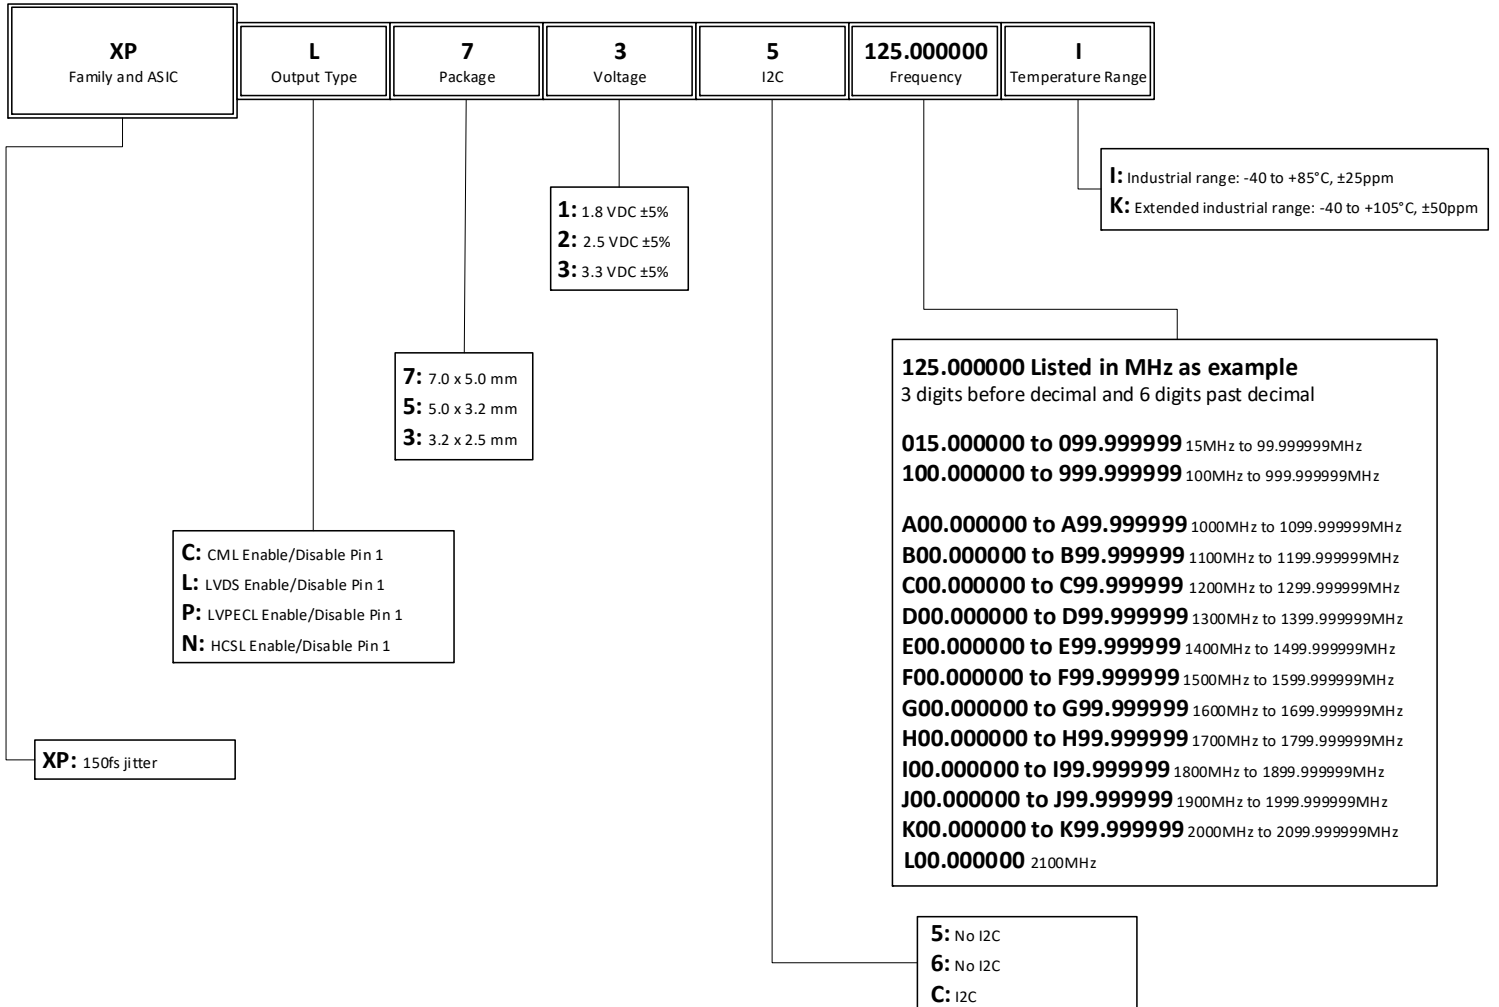 XP
Family and ASIC
L
Output Type
7
Package
3
Voltage
5
I2C
125.000000
Frequency
I
Temperature Range
I: Industrial range: -40 to +85°C, ±25ppm
K: Extended industrial range: -40 to +105°C, ±50ppm
1: 1.8 VDC ±5%
2: 2.5 VDC ±5%
3: 3.3 VDC ±5%
7: 7.0 x 5.0 mm
5: 5.0 x 3.2 mm
3: 3.2 x 2.5 mm
125.000000 Listed in MHz as example
3 digits before decimal and 6 digits past decimal
015.000000 to 099.999999 15MHz to 99.999999MHz
100.000000 to 999.999999 100MHz to 999.999999MHz
A00.000000 to A99.999999 1000MHz to 1099.999999MHz
B00.000000 to B99.999999 1100MHz to 1199.999999MHz
C00.000000 to C99.999999 1200MHz to 1299.999999MHz
D00.000000 to D99.999999 1300MHz to 1399.999999MHz
E00.000000 to E99.999999 1400MHz to 1499.999999MHz
F00.000000 to F99.999999 1500MHz to 1599.999999MHz
G00.000000 to G99.999999 1600MHz to 1699.999999MHz
H00.000000 to H99.999999 1700MHz to 1799.999999MHz
I00.000000 to I99.999999 1800MHz to 1899.999999MHz
J00.000000 to J99.999999 1900MHz to 1999.999999MHz
K00.000000 to K99.999999 2000MHz to 2099.999999MHz
L00.000000 2100MHz
C: CML Enable/Disable Pin 1
L: LVDS Enable/Disable Pin 1
P: LVPECL Enable/Disable Pin 1
N: HCSL Enable/Disable Pin 1
XP: 150fs jitter
5: No I2C
6: No I2C
C: I2C